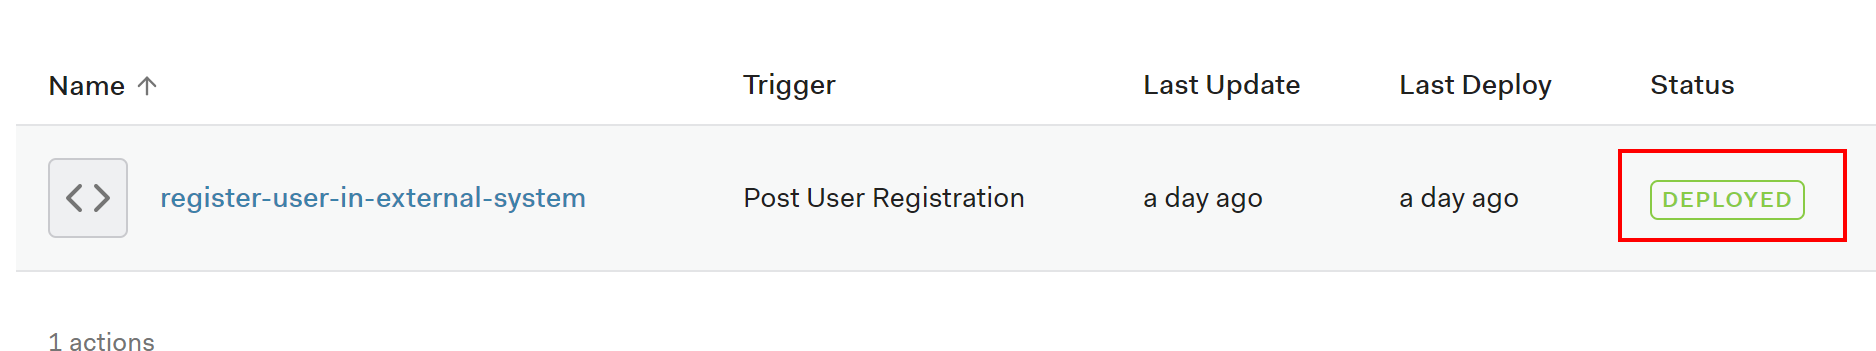 Name ↑ Trigger Last Update Last Deploy Status
<> register-user-in-external-system Post User Registration a day ago a day ago DEPLOYED
1 actions